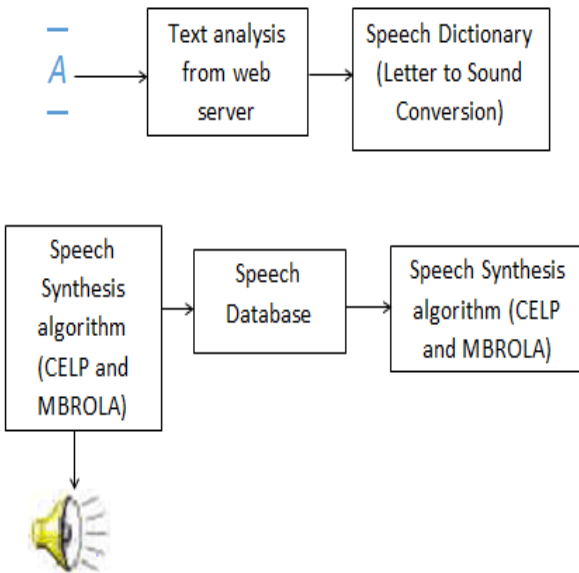 A
Text analysis
from web
server
Speech Dictionary
(Letter to Sound
Conversion)
Speech
Synthesis
algorithm
(CELP and
MBROLA)
Speech
Database
Speech Synthesis
algorithm (CELP
and MBROLA)